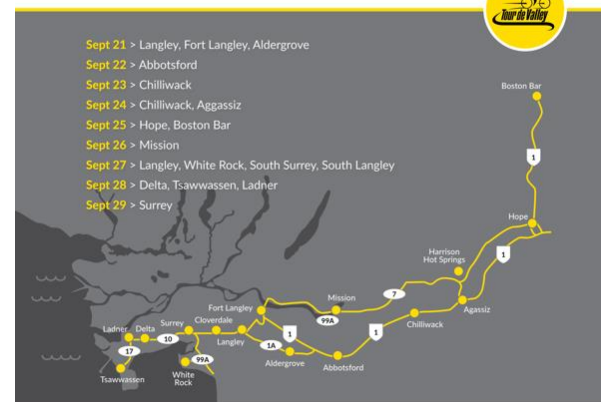 Tour de Valley
Sept 21 > Langley, Fort Langley, Aldergrove
Sept 22 > Abbotsford
Sept 23 > Chilliwack
Sept 24 > Chilliwack, Aggassiz
Sept 25 > Hope, Boston Bar
Sept 26 > Mission
Sept 27 > Langley, White Rock, South Surrey, South Langley
Sept 28 > Delta, Tsawwassen, Ladner
Sept 29 > Surrey
Boston Bar
1
Hope
1
Harrison
Hot Springs
7
Agassiz
Mission
99A
Chilliwack
1
Fort Langley
Cloverdale
Surrey
Ladner
Delta
10
17
Langley
1
1A
99A
Aldergrove
Abbotsford
Tsawwassen
White
Rock